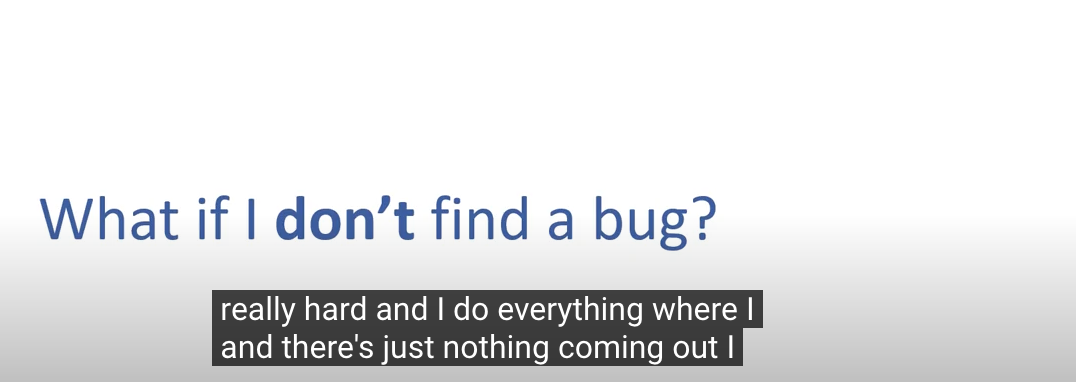 What if I don't find a bug?
really hard and I do everything where I
and there's just nothing coming out I